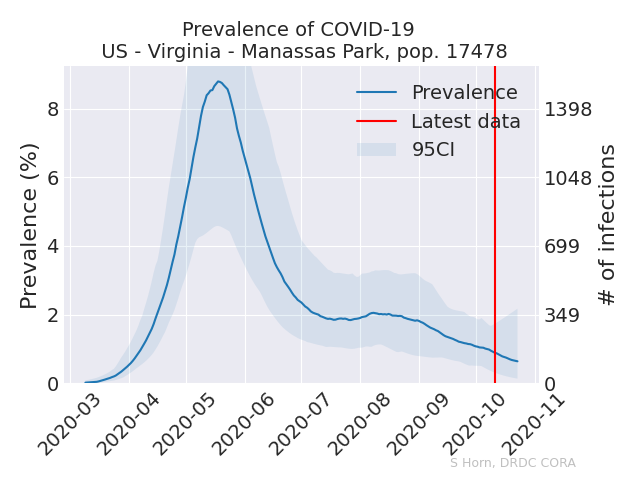 Prevalence of COVID-19
US - Virginia - Manassas Park, pop. 17478
Prevalence
Latest data
95CI
Prevalence (%)
8
6
4
2
0
1398
1048
699
349
0
# of infections
2020-03
2020-04
2020-05
2020-06
2020-07
2020-08
2020-09
2020-10
2020-11
S Horn, DRDC CORA